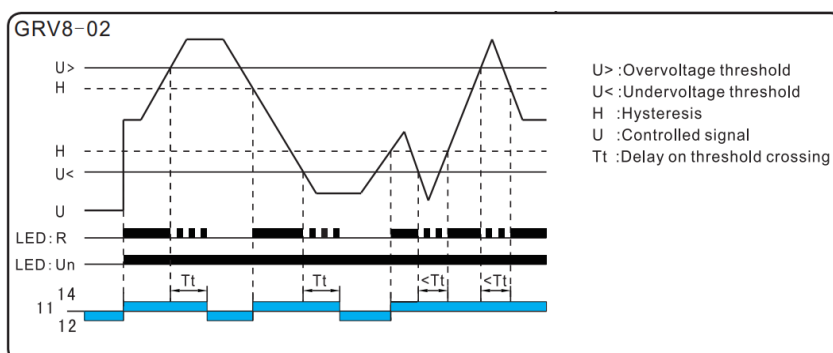 GRV8-02
U>
H
H
U<
U
LED:R
LED:Un
Tt
Tt
<Tt
<Tt
14
11
12
U> :Overvoltage threshold
U< :Undervoltage threshold
H :Hysteresis
U :Controlled signal
Tt :Delay on threshold crossing